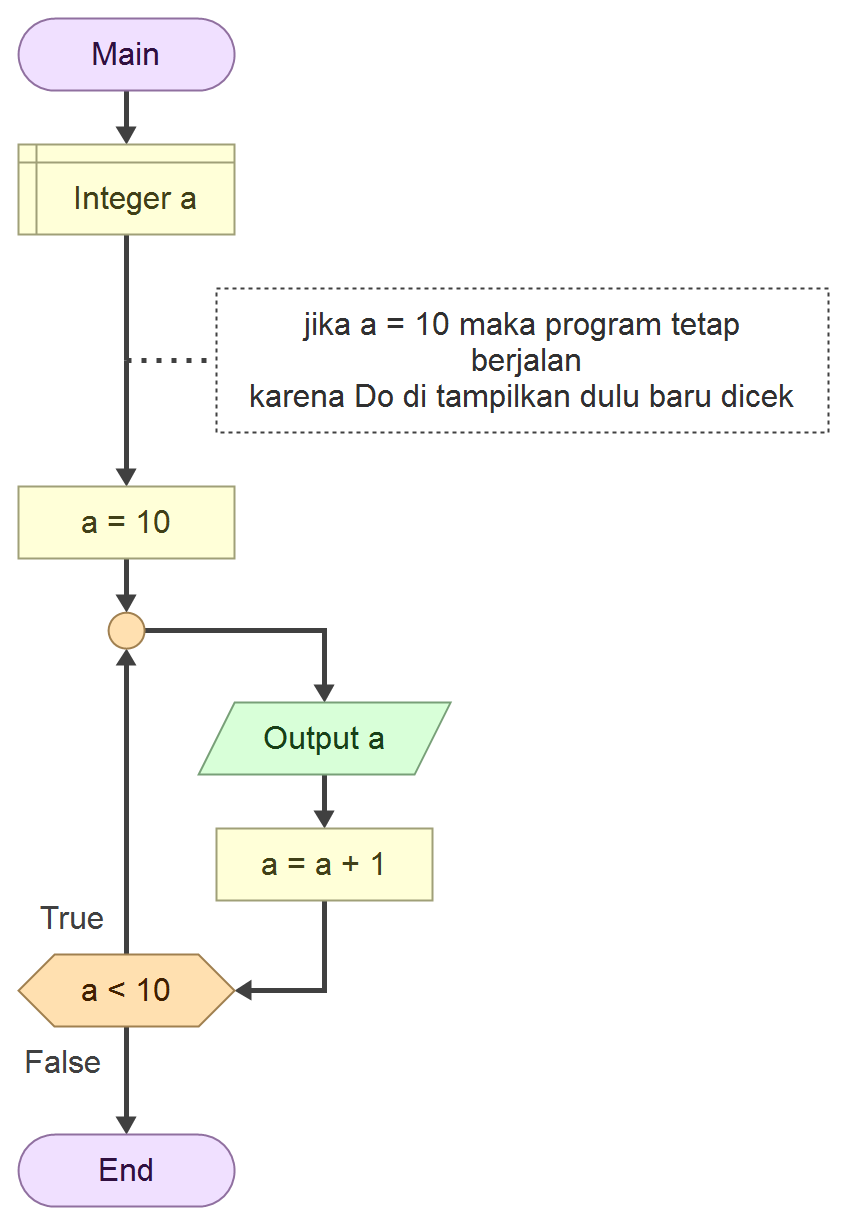 Main
Integer a
jika a = 10 maka program tetap
berjalan
karena Do di tampilkan dulu baru dicek
a = 10
Output a
a = a + 1
True
a < 10
False
End